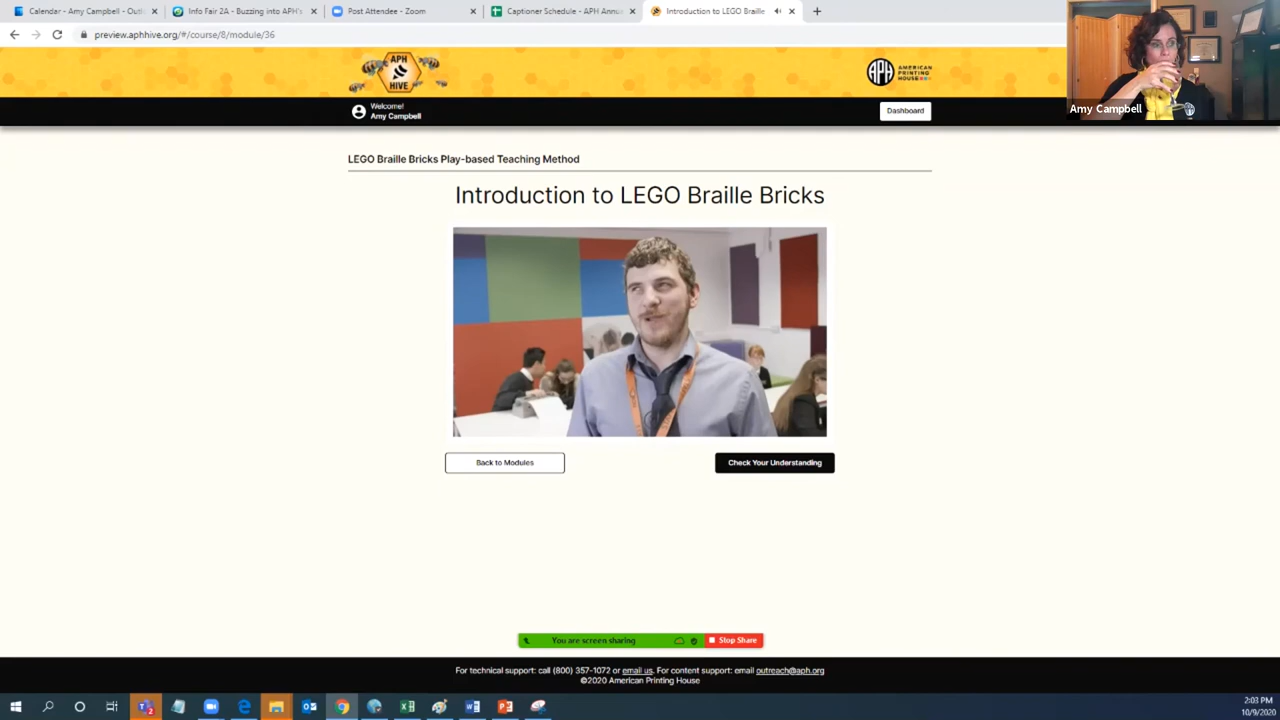 Calendar - Amy Campbell - Outl
Info Fair 2A - Buzzing into APH's
Post Attendee - Zoom
Captioner Schedule - APH Annu
Introduction to LEGO Braille
preview.aphhive.org/#/course/8/module/36
APH
HIVE
APH
AMERICAN
PRINTING
HOUSE
Welcome!
Amy Campbell
Dashboard
Amy Campbell
LEGO Braille Bricks Play-based Teaching Method
Introduction to LEGO Braille Bricks
Back to Modules
Check Your Understanding
You are screen sharing
Stop Share
For technical support: call (800) 357-1072 or email us. For content support: email outreach@aph.org
©2020 American Printing House
2:03 PM
10/9/2020